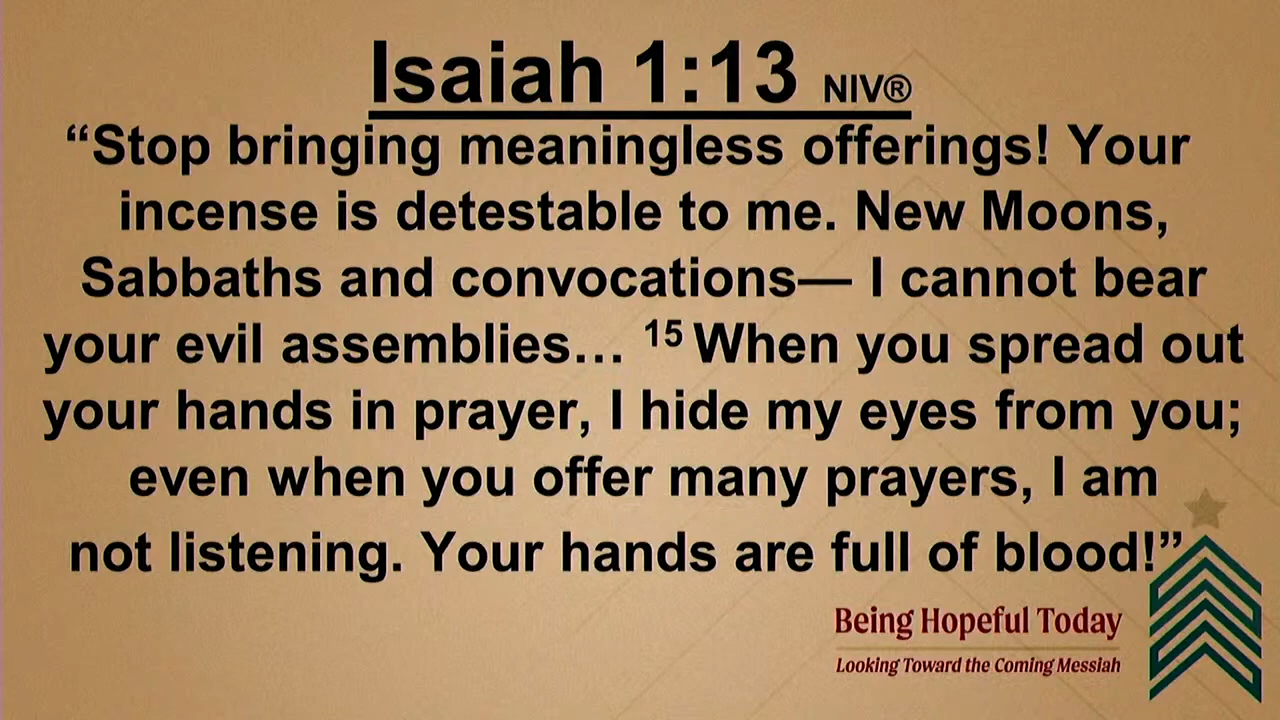 Isaiah 1:13 NIV®
“Stop bringing meaningless offerings! Your
incense is detestable to me. New Moons,
Sabbaths and convocations— I cannot bear
your evil assemblies… ¹⁵ When you spread out
your hands in prayer, I hide my eyes from you;
even when you offer many prayers, I am
not listening. Your hands are full of blood!”
Being Hopeful Today
Looking Toward the Coming Messiah